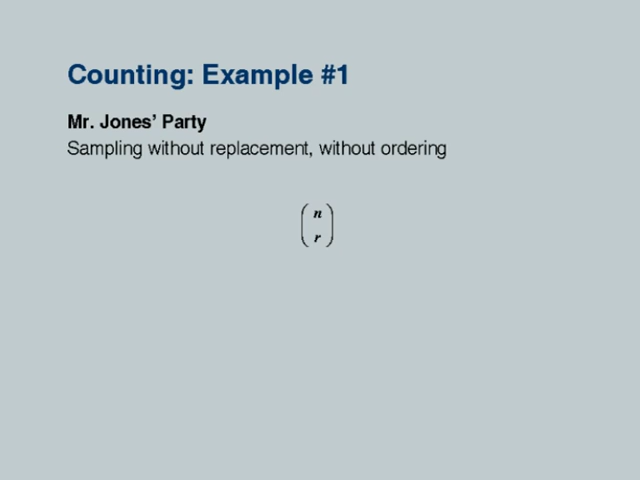 Counting: Example #1
Mr. Jones' Party
Sampling without replacement, without ordering
( n
r )